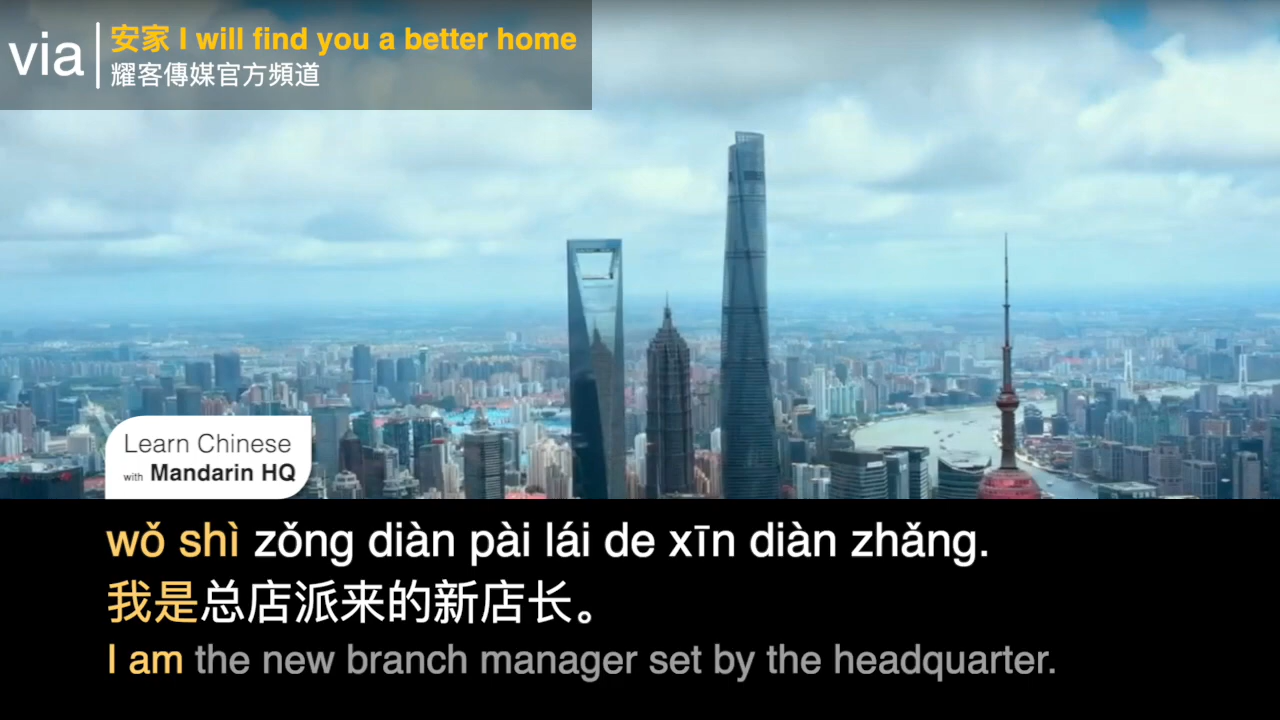 via
安家 I will find you a better home
耀客傳媒官方頻道
Learn Chinese
with Mandarin HQ
wǒ shì zǒng diàn pài lái de xīn diàn zhǎng.
我是总店派来的新店长。
I am the new branch manager set by the headquarter.